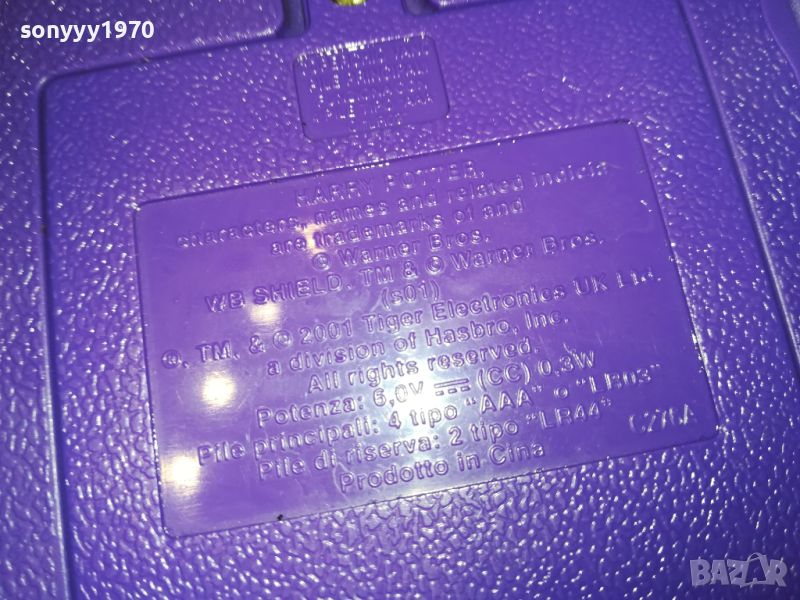 sonyyy1970
HARRY POTTER,
characters, names and related indicia
are trademarks of and
© Warner Bros.
WB SHIELD, TM & © Warner Bros.
(s01)
®, TM, & © 2001 Tiger Electronics UK Ltd.
a division of Hasbro, Inc.
All rights reserved.
Potenza: 6,0V (CC) 0,3W
Pile principali: 4 tipo "AAA" o "LR03"
Pile di riserva: 2 tipo "LR44"
Prodotto in Cina
BAZAR